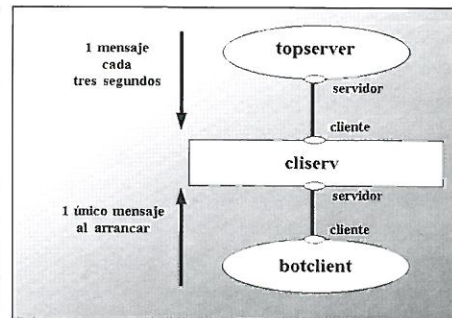 1 mensaje
cada
tres segundos
topserver
servidor
cliente
cliserv
servidor
1 único mensaje
al arrancar
cliente
botclient